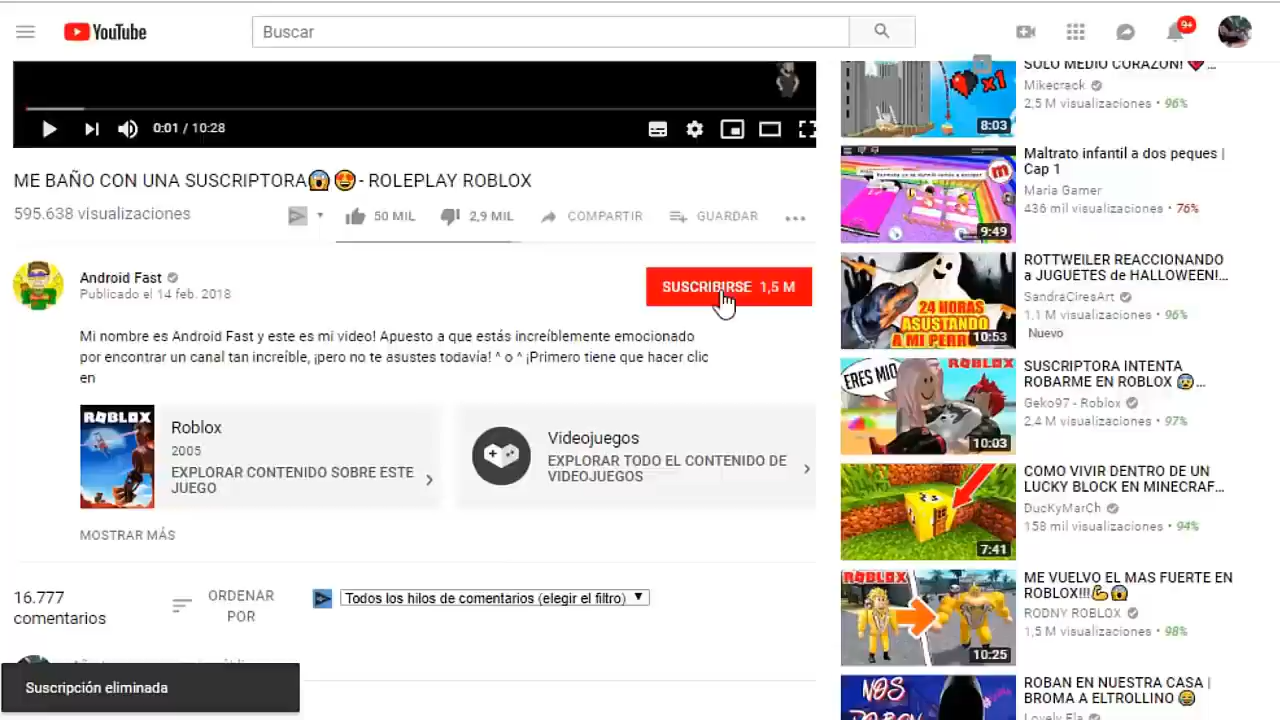 YouTube
Buscar
9+
0:01 / 10:28
ME BAÑO CON UNA SUSCRIPTORA😱😍- ROLEPLAY ROBLOX
595.638 visualizaciones
50 MIL
2,9 MIL
COMPARTIR
GUARDAR
Android Fast
Publicado el 14 feb. 2018
SUSCRIBIRSE 1,5 M
Mi nombre es Android Fast y este es mi video! Apuesto a que estás increíblemente emocionado
por encontrar un canal tan increíble, ¡pero no te asustes todavía! ^ o ^ ¡Primero tiene que hacer clic
en
ROBLOX
Roblox
2005
EXPLORAR CONTENIDO SOBRE ESTE
JUEGO
Videojuegos
EXPLORAR TODO EL CONTENIDO DE
VIDEOJUEGOS
MOSTRAR MÁS
16.777
comentarios
ORDENAR
POR
Todos los hilos de comentarios (elegir el filtro)
Suscripción eliminada
x1
8:03
SOLO MEDIO CORAZÓN! 💔...
Mikecrack
2,5 M visualizaciones • 96%
m
9:49
Maltrato infantil a dos peques |
Cap 1
Maria Gamer
436 mil visualizaciones • 76%
24 HORAS
ASUSTANDO
A MI PERRO
10:53
ROTTWEILER REACCIONANDO
a JUGUETES de HALLOWEEN!...
SandraCiresArt
1,1 M visualizaciones • 96%
Nuevo
ERES MIO
ROBLOX
10:03
SUSCRIPTORA INTENTA
ROBARME EN ROBLOX 😰...
Geko97 - Roblox
2,4 M visualizaciones • 97%
7:41
COMO VIVIR DENTRO DE UN
LUCKY BLOCK EN MINECRAF...
DucKyMarCh
158 mil visualizaciones • 94%
ROBLOX
10:25
ME VUELVO EL MAS FUERTE EN
ROBLOX!!!💪😱
RODNY ROBLOX
1,5 M visualizaciones • 98%
NOS
ROBAN
ROBAN EN NUESTRA CASA |
BROMA A ELTROLLINO 😂
Lovely Ela